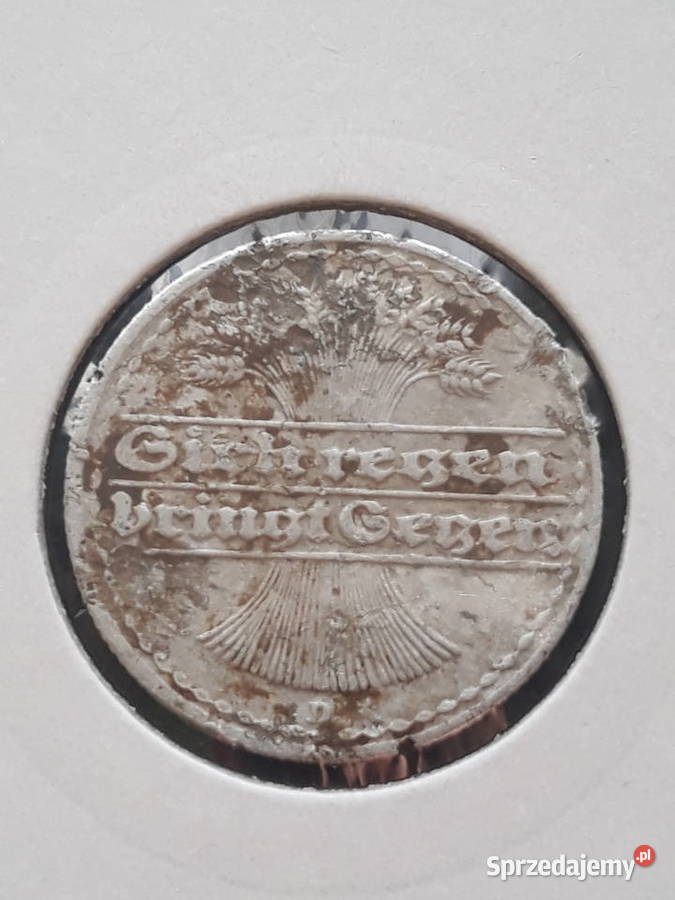 Sich regen
bringt Segen
D
Sprzedajemy.pl